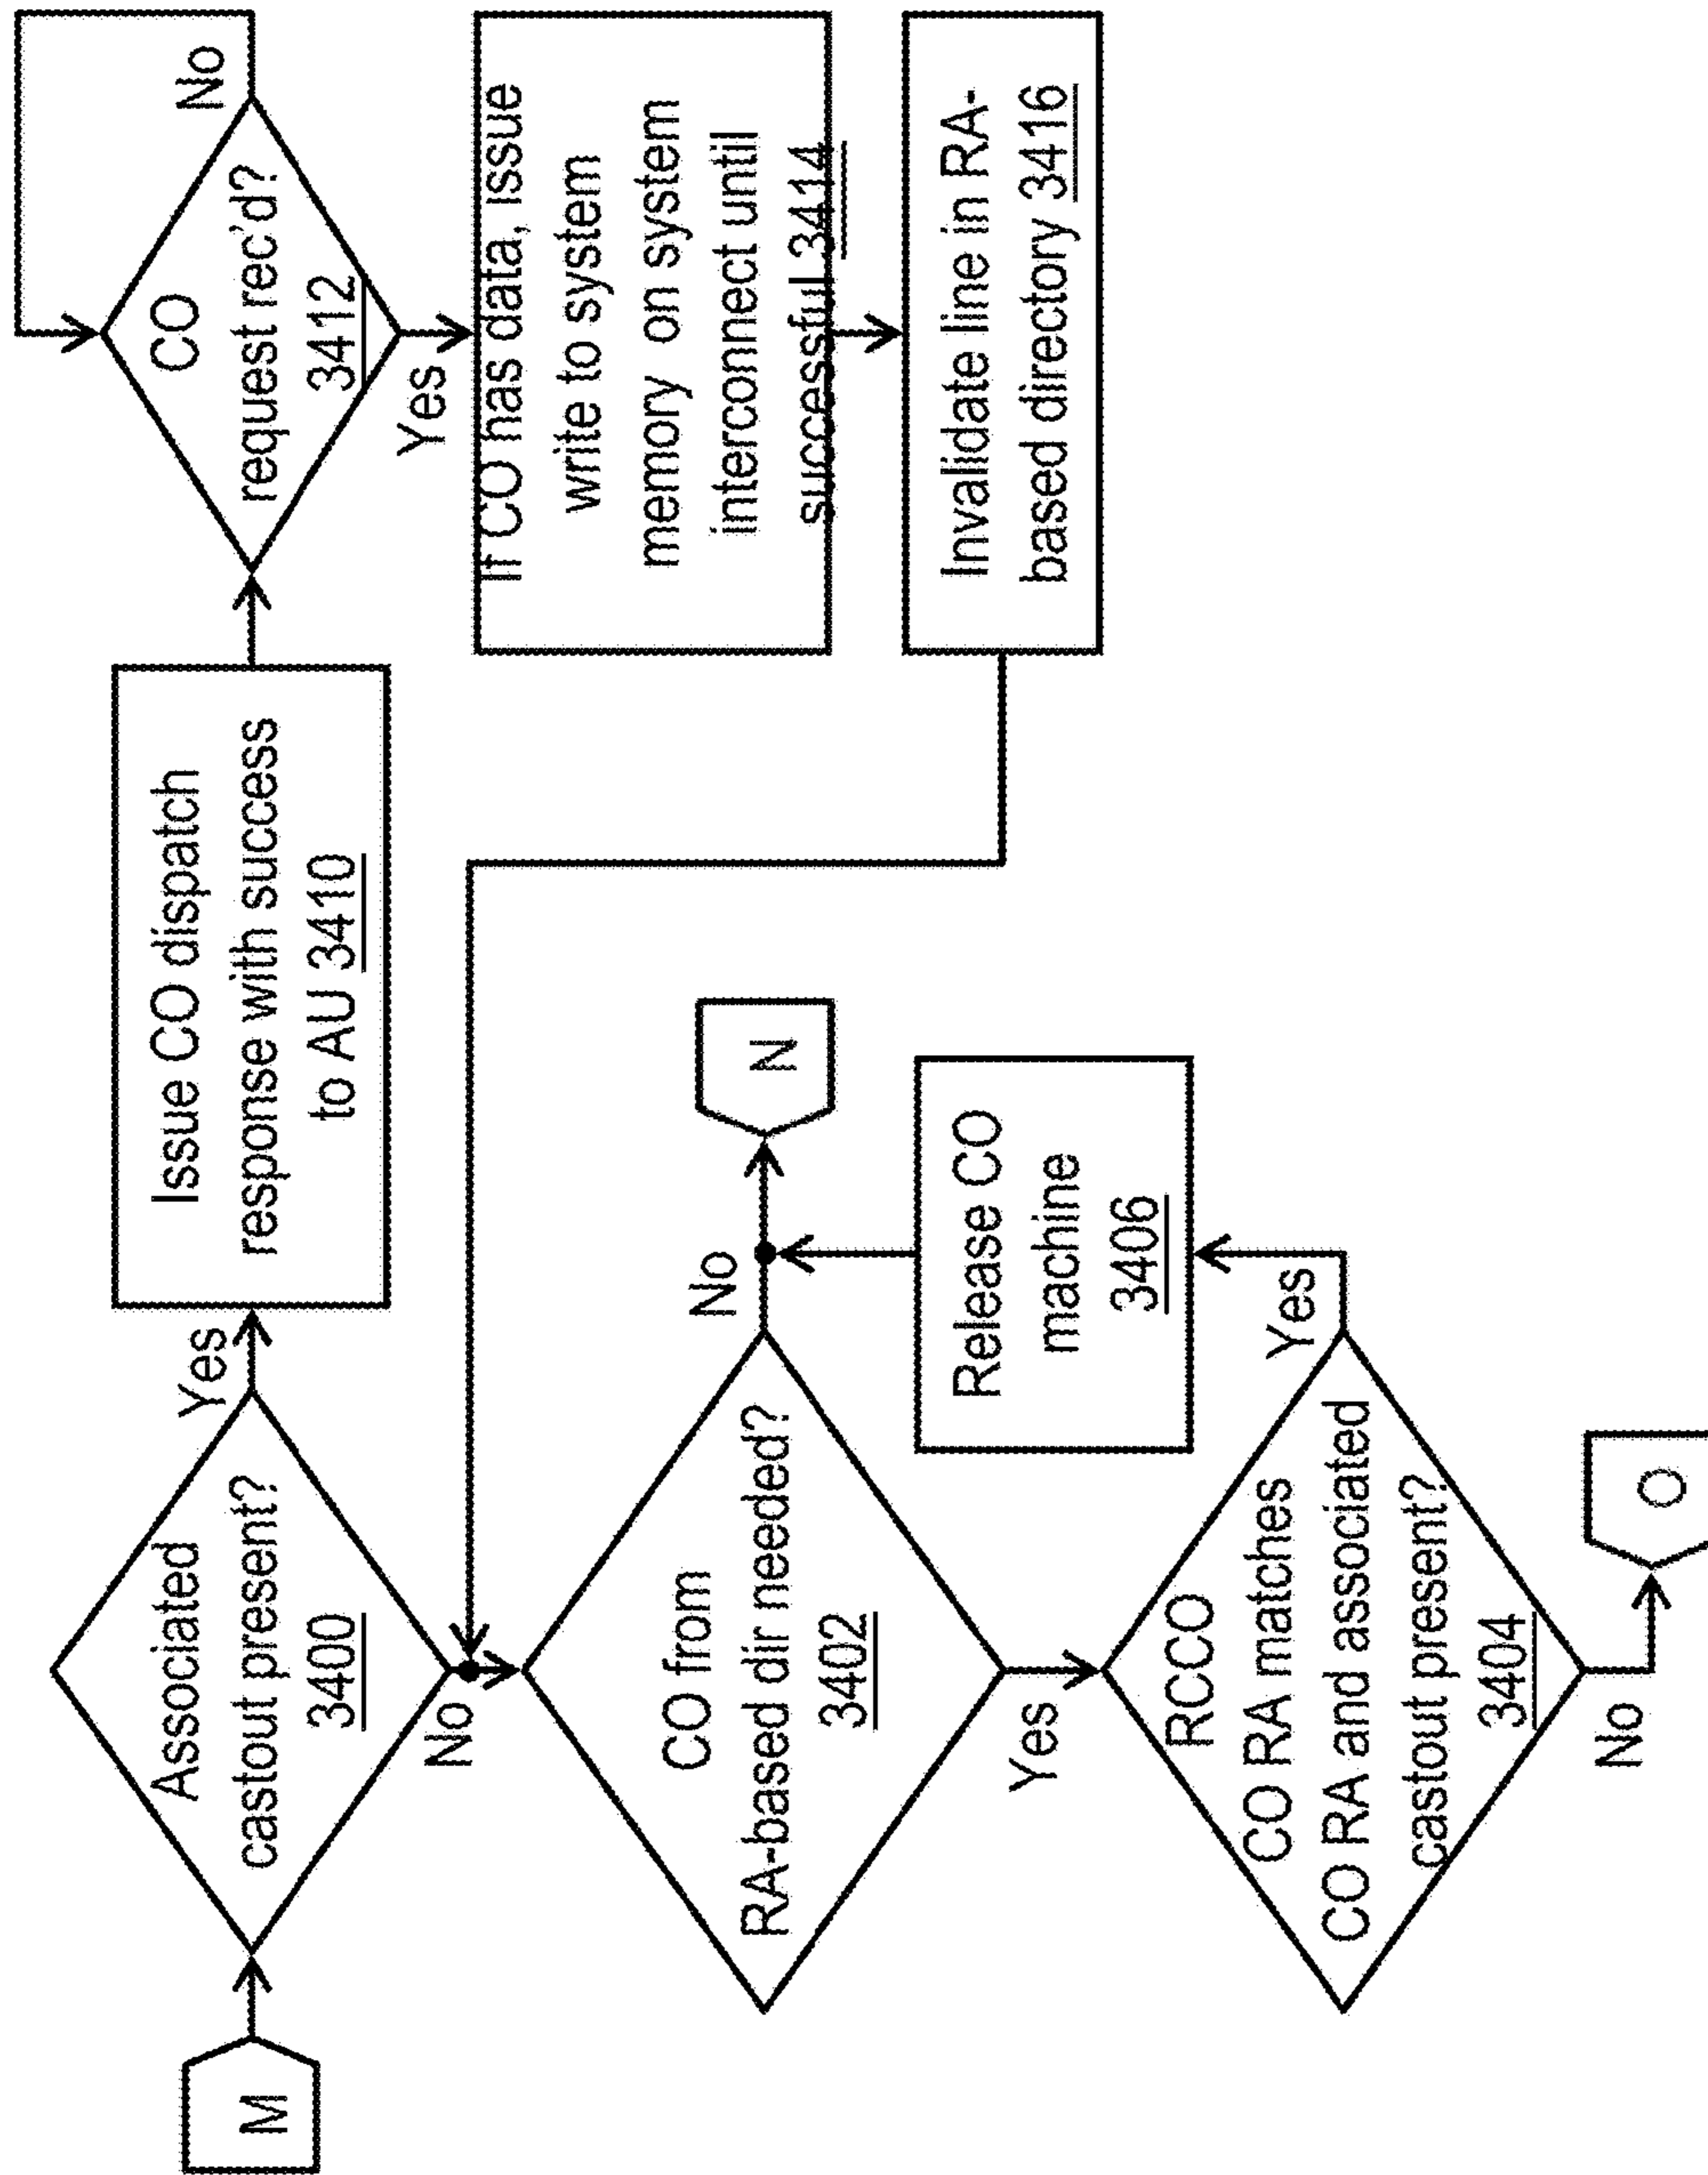 M
Associated
castout present?
3400
Yes
No
Issue CO dispatch
response with success
to AU 3410
CO
request rec'd?
3412
No
Yes
If CO has data, issue
write to system
memory on system
interconnect until
successful 3414
Invalidate line in RA-
based directory 3416
CO from
RA-based dir needed?
3402
No
Yes
N
Release CO
machine
3406
RCCO
CO RA matches
CO RA and associated
castout present?
3404
Yes
No
O